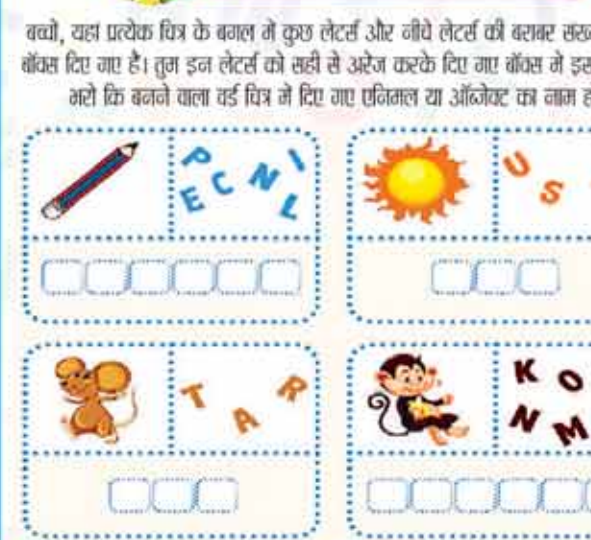 बच्चो, यहां प्रत्येक चित्र के बगल में कुछ लेटर्स और नीचे लेटर्स की बराबर
बॉक्स दिए गए हैं। तुम इन लेटर्स को सही से अरेंज करके दिए गए बॉक्स में
भरो कि बनने वाला वर्ड चित्र में दिए गए एनिमल या ऑब्जेक्ट का नाम
P I
E C N L
U S
T A R
K O
N M